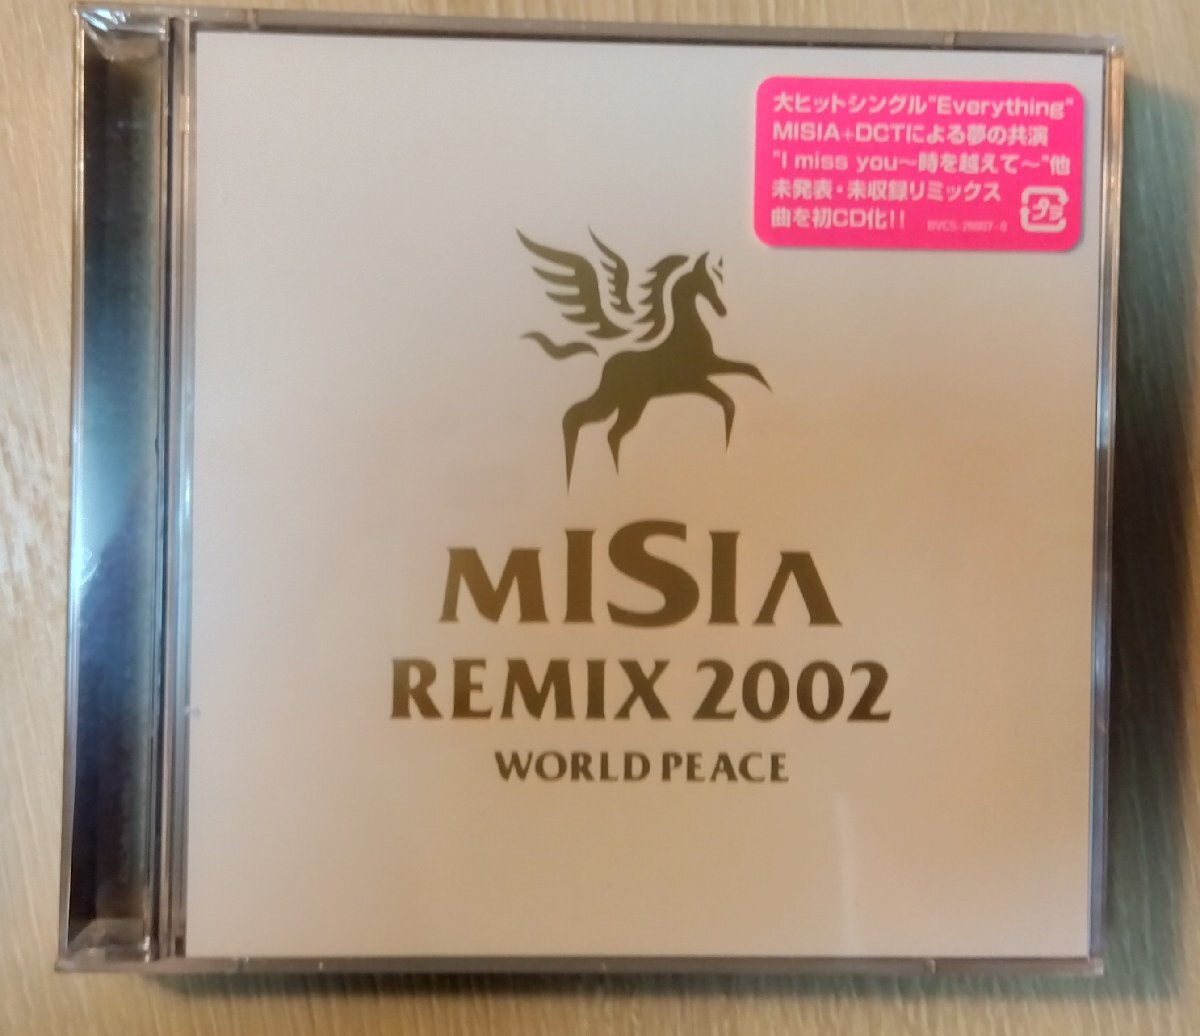 大ヒットシングル"Everything"
MISIA+DCTによる夢の共演
"I miss you〜時を越えて〜"他
未発表・未収録リミックス
曲を初CD化!!
プラ
MISIA
REMIX 2002
WORLD PEACE